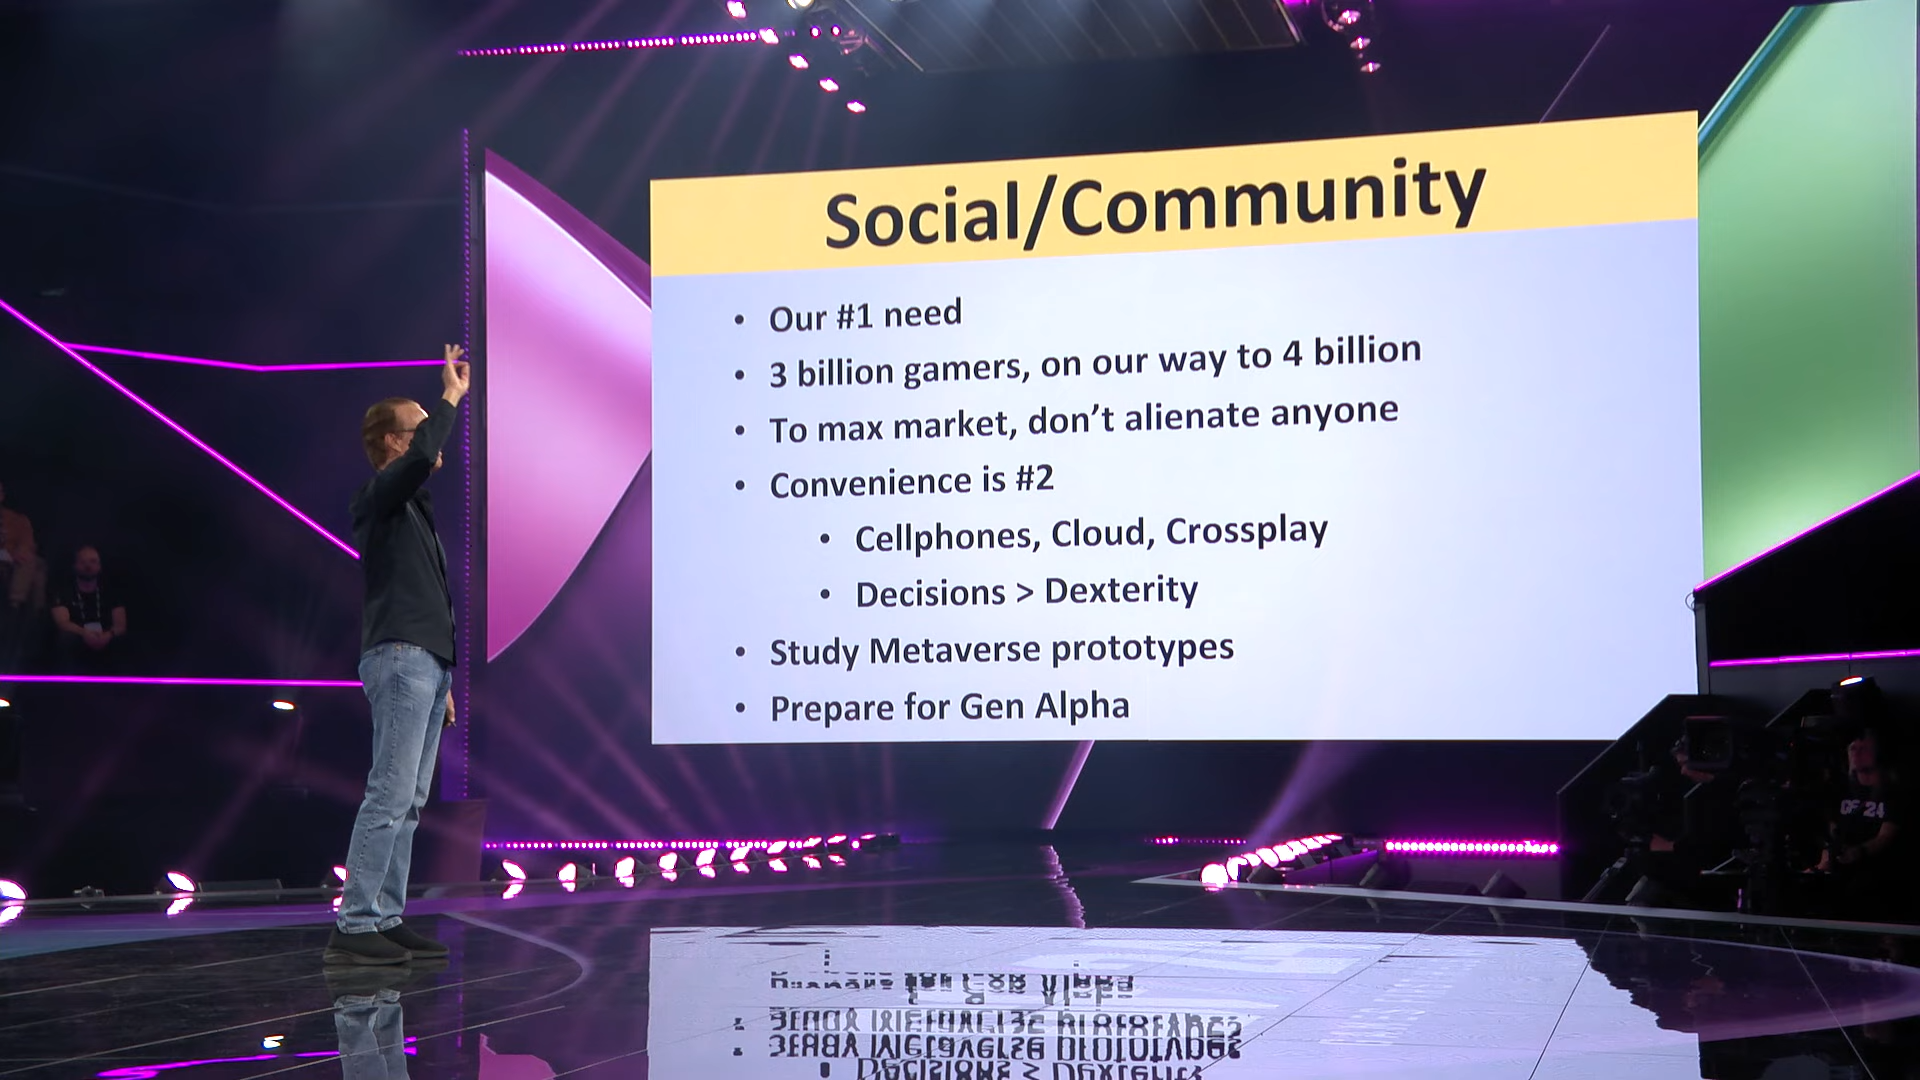 Social/Community
• Our #1 need
• 3 billion gamers, on our way to 4 billion
• To max market, don’t alienate anyone
• Convenience is #2
• Cellphones, Cloud, Crossplay
• Decisions > Dexterity
• Study Metaverse prototypes
• Prepare for Gen Alpha